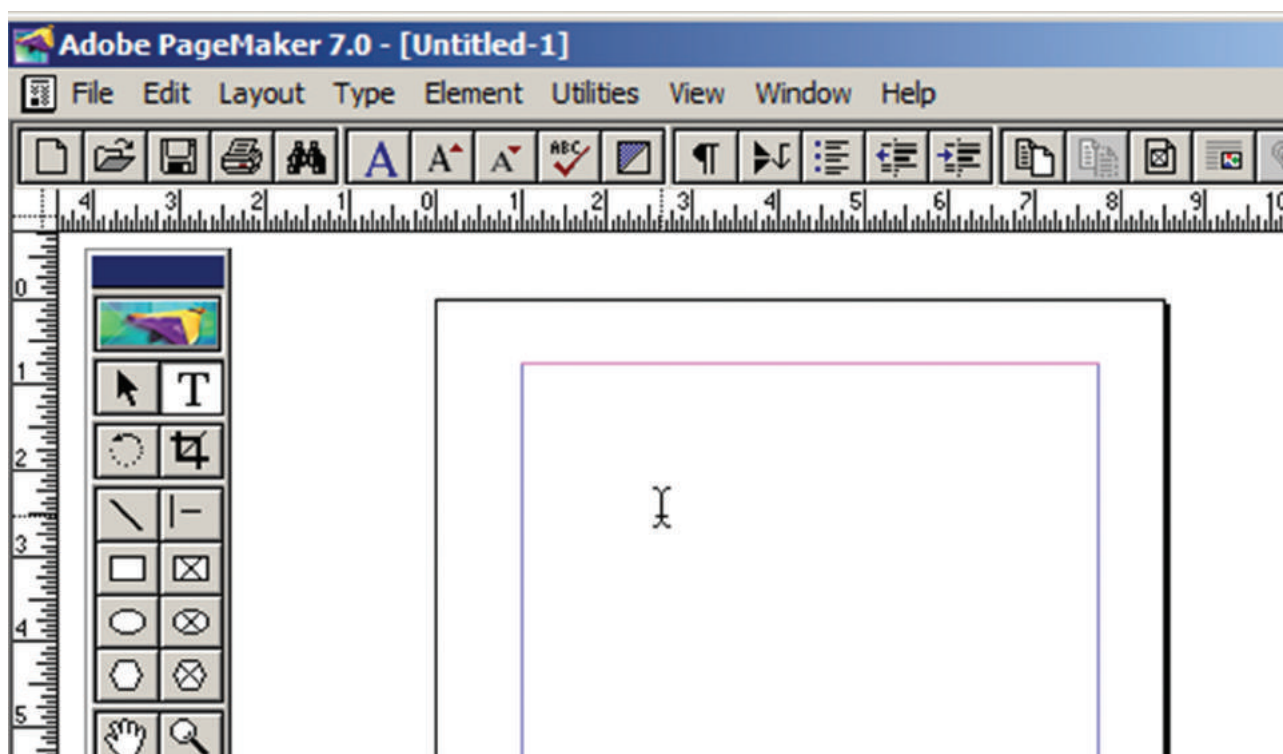 Adobe PageMaker 7.0 - [Untitled-1]
File Edit Layout Type Element Utilities View Window Help
A A A ABC ¶
4 3 2 1 0 1 2 3 4 5 6 7 8 9 10
0
1
T
2
3
4
5